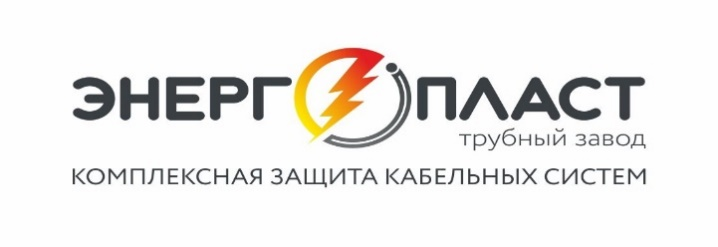 ЭНЕРГОПЛАСТ
трубный завод
КОМПЛЕКСНАЯ ЗАЩИТА КАБЕЛЬНЫХ СИСТЕМ